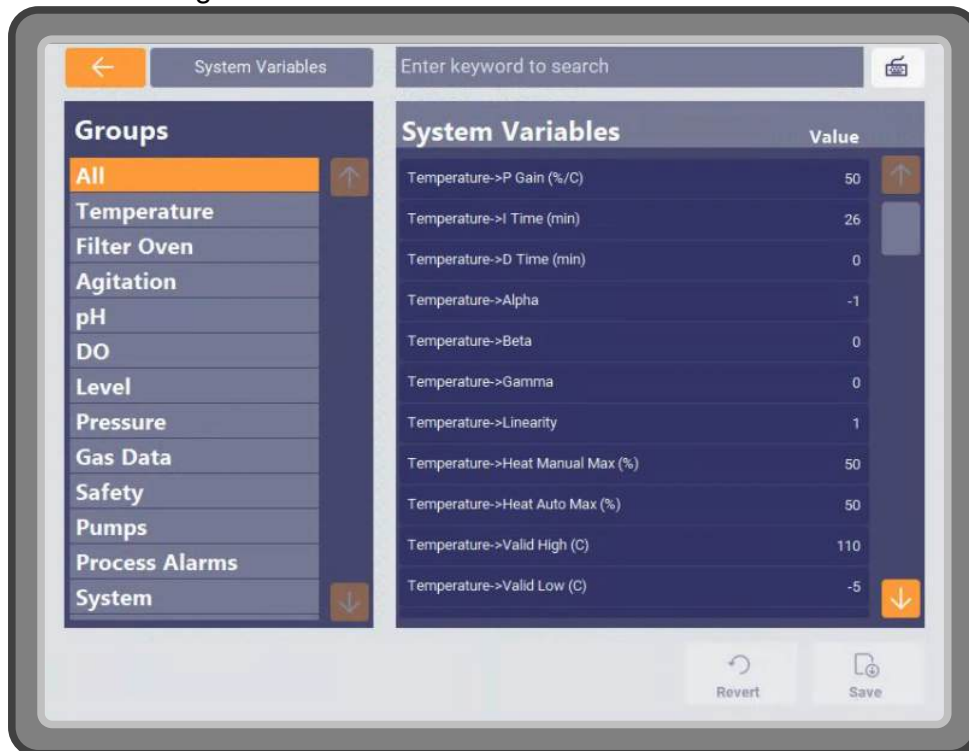 System Variables
Enter keyword to search
Groups
All
Temperature
Filter Oven
Agitation
pH
DO
Level
Pressure
Gas Data
Safety
Pumps
Process Alarms
System
System Variables Value
Temperature->P Gain (%/C) 50
Temperature->I Time (min) 26
Temperature->D Time (min) 0
Temperature->Alpha -1
Temperature->Beta 0
Temperature->Gamma 0
Temperature->Linearity 1
Temperature->Heat Manual Max (%) 50
Temperature->Heat Auto Max (%) 50
Temperature->Valid High (C) 110
Temperature->Valid Low (C) -5
Revert
Save